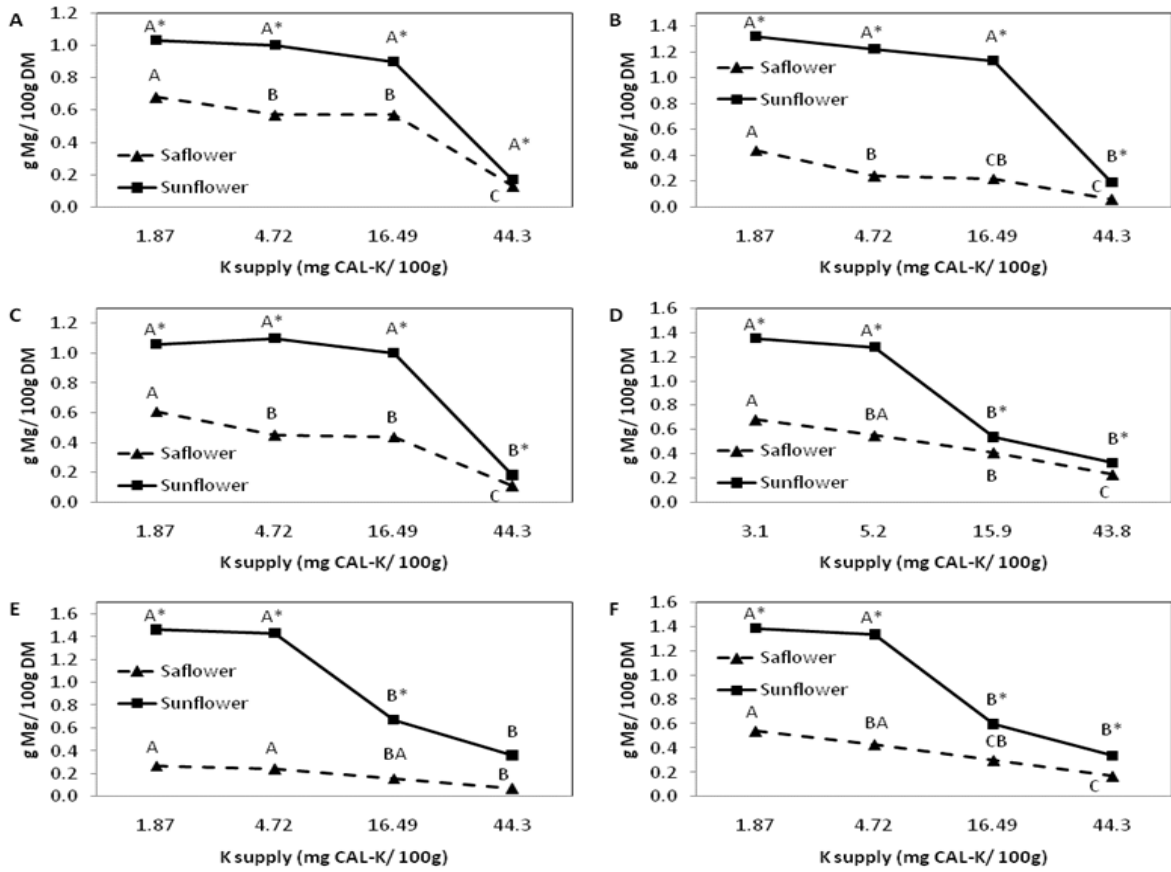 A
1.2
1.0
0.8
0.6
0.4
0.2
0.0
g Mg/ 100g DM
A*
A*
A*
A*
A
B
B
C
Saflower
Sunflower
1.87 4.72 16.49 44.3
K supply (mg CAL-K/ 100g)
B
1.4
1.2
1.0
0.8
0.6
0.4
0.2
0.0
g Mg/ 100g DM
A*
A*
A*
B*
Saflower
Sunflower
A
B
CB
C
1.87 4.72 16.49 44.3
K supply (mg CAL-K/ 100g)
C
1.2
1.0
0.8
0.6
0.4
0.2
0.0
g Mg/ 100g DM
A*
A*
A*
B*
A
B
B
C
Saflower
Sunflower
1.87 4.72 16.49 44.3
K supply (mg CAL-K/ 100g)
D
1.6
1.4
1.2
1.0
0.8
0.6
0.4
0.2
0.0
g Mg/ 100g DM
A*
A*
B*
B*
A
BA
B
C
Saflower
Sunflower
3.1 5.2 15.9 43.8
K supply (mg CAL-K/ 100g)
E
1.6
1.4
1.2
1.0
0.8
0.6
0.4
0.2
0.0
g Mg/ 100g DM
A*
A*
B*
B
Saflower
Sunflower
A
A
BA
B
1.87 4.72 16.49 44.3
K supply (mg CAL-K/ 100g)
F
1.6
1.4
1.2
1.0
0.8
0.6
0.4
0.2
0.0
g Mg/ 100g DM
A*
A*
B*
B*
Saflower
Sunflower
A
BA
CB
C
1.87 4.72 16.49 44.3
K supply (mg CAL-K/ 100g)